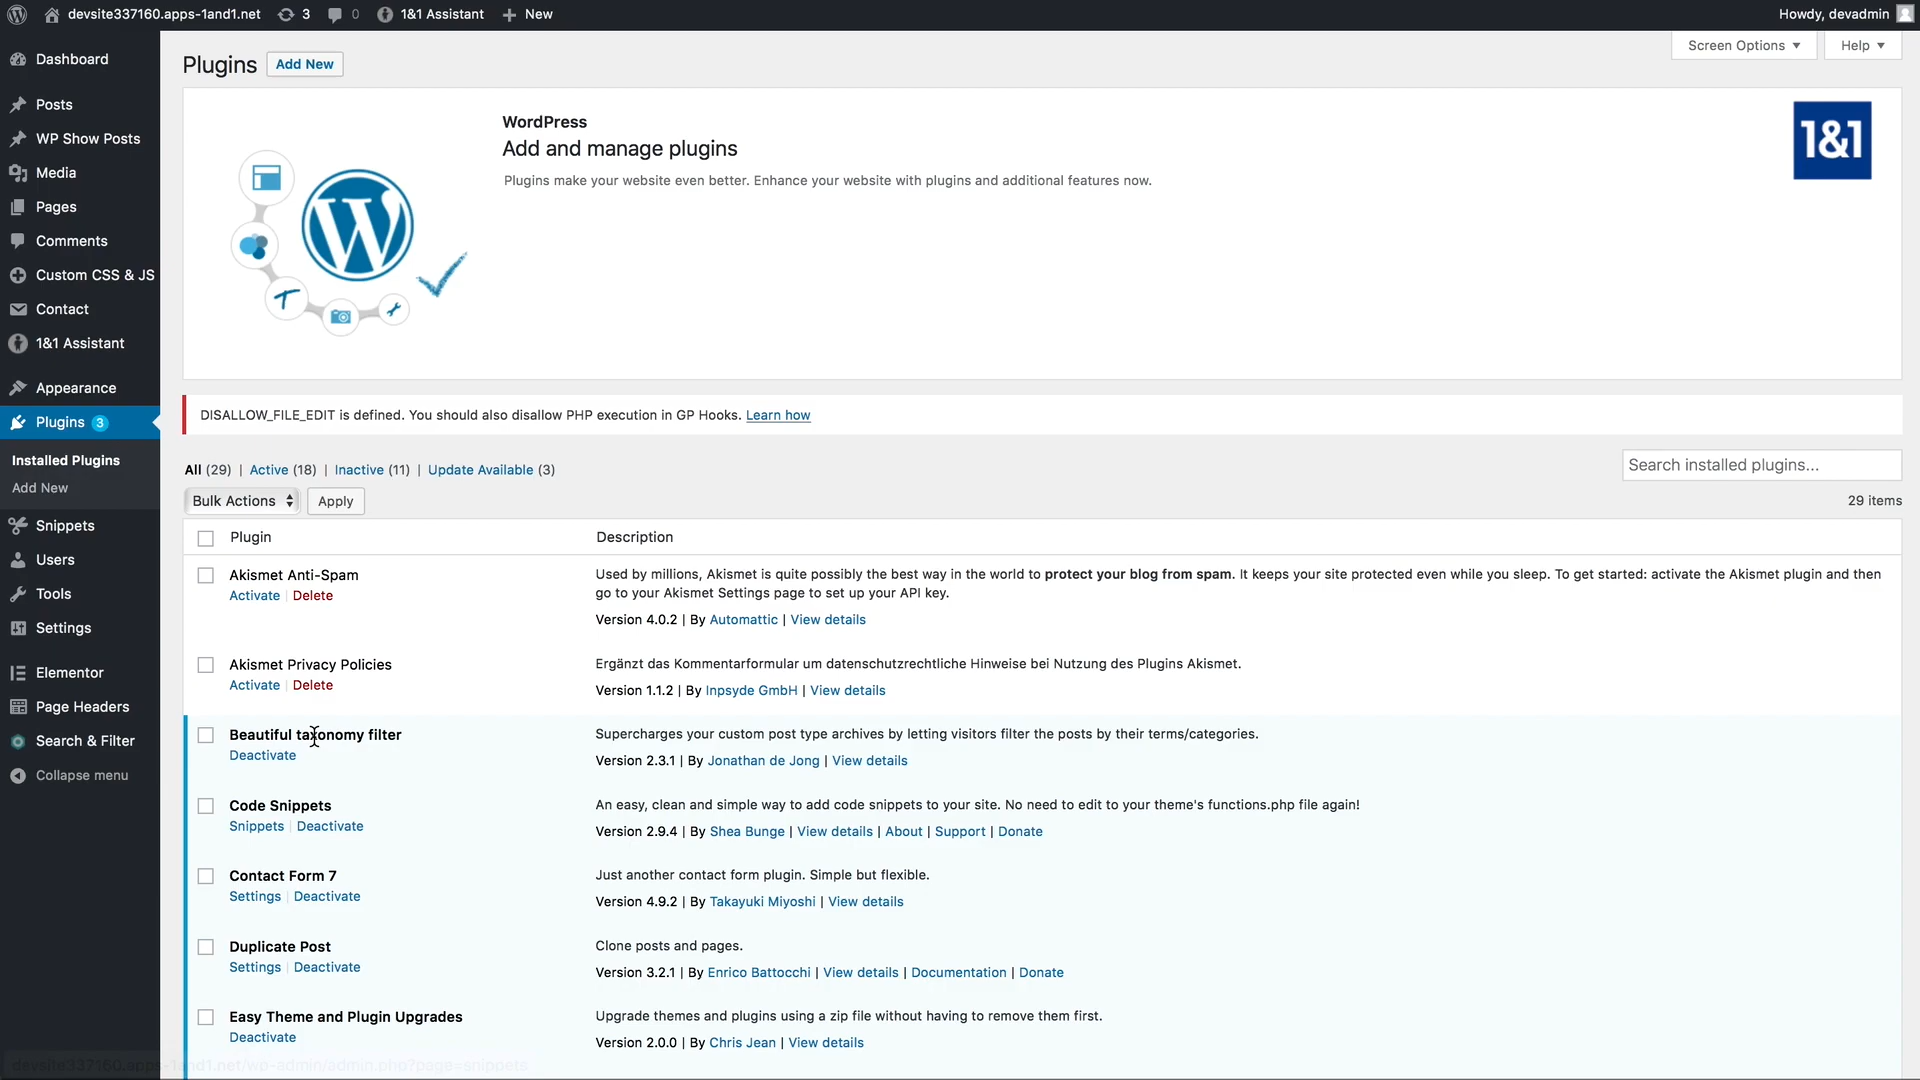 devsite337160.apps-1and1.net 3 0 1&1 Assistant New Howdy, devadmin
Screen Options Help
Dashboard
Posts
WP Show Posts
Media
Pages
Comments
Custom CSS & JS
Contact
1&1 Assistant
Appearance
Plugins 3
Installed Plugins
Add New
Snippets
Users
Tools
Settings
Elementor
Page Headers
Search & Filter
Collapse menu
Plugins Add New
WordPress
Add and manage plugins
Plugins make your website even better. Enhance your website with plugins and additional features now.
1&1
DISALLOW_FILE_EDIT is defined. You should also disallow PHP execution in GP Hooks. Learn how
All (29) | Active (18) | Inactive (11) | Update Available (3)
Search installed plugins...
Bulk Actions Apply
29 items
Plugin Description
Akismet Anti-Spam
Activate | Delete
Used by millions, Akismet is quite possibly the best way in the world to protect your blog from spam. It keeps your site protected even while you sleep. To get started: activate the Akismet plugin and then
go to your Akismet Settings page to set up your API key.
Version 4.0.2 | By Automattic | View details
Akismet Privacy Policies
Activate | Delete
Ergänzt das Kommentarformular um datenschutzrechtliche Hinweise bei Nutzung des Plugins Akismet.
Version 1.1.2 | By Inpsyde GmbH | View details
Beautiful taxonomy filter
Deactivate
Supercharges your custom post type archives by letting visitors filter the posts by their terms/categories.
Version 2.3.1 | By Jonathan de Jong | View details
Code Snippets
Snippets | Deactivate
An easy, clean and simple way to add code snippets to your site. No need to edit to your theme's functions.php file again!
Version 2.9.4 | By Shea Bunge | View details | About | Support | Donate
Contact Form 7
Settings | Deactivate
Just another contact form plugin. Simple but flexible.
Version 4.9.2 | By Takayuki Miyoshi | View details
Duplicate Post
Settings | Deactivate
Clone posts and pages.
Version 3.2.1 | By Enrico Battocchi | View details | Documentation | Donate
Easy Theme and Plugin Upgrades
Deactivate
Upgrade themes and plugins using a zip file without having to remove them first.
Version 2.0.0 | By Chris Jean | View details
devsite337160.apps-1and1.net/wp-admin/admin.php?page=snippets